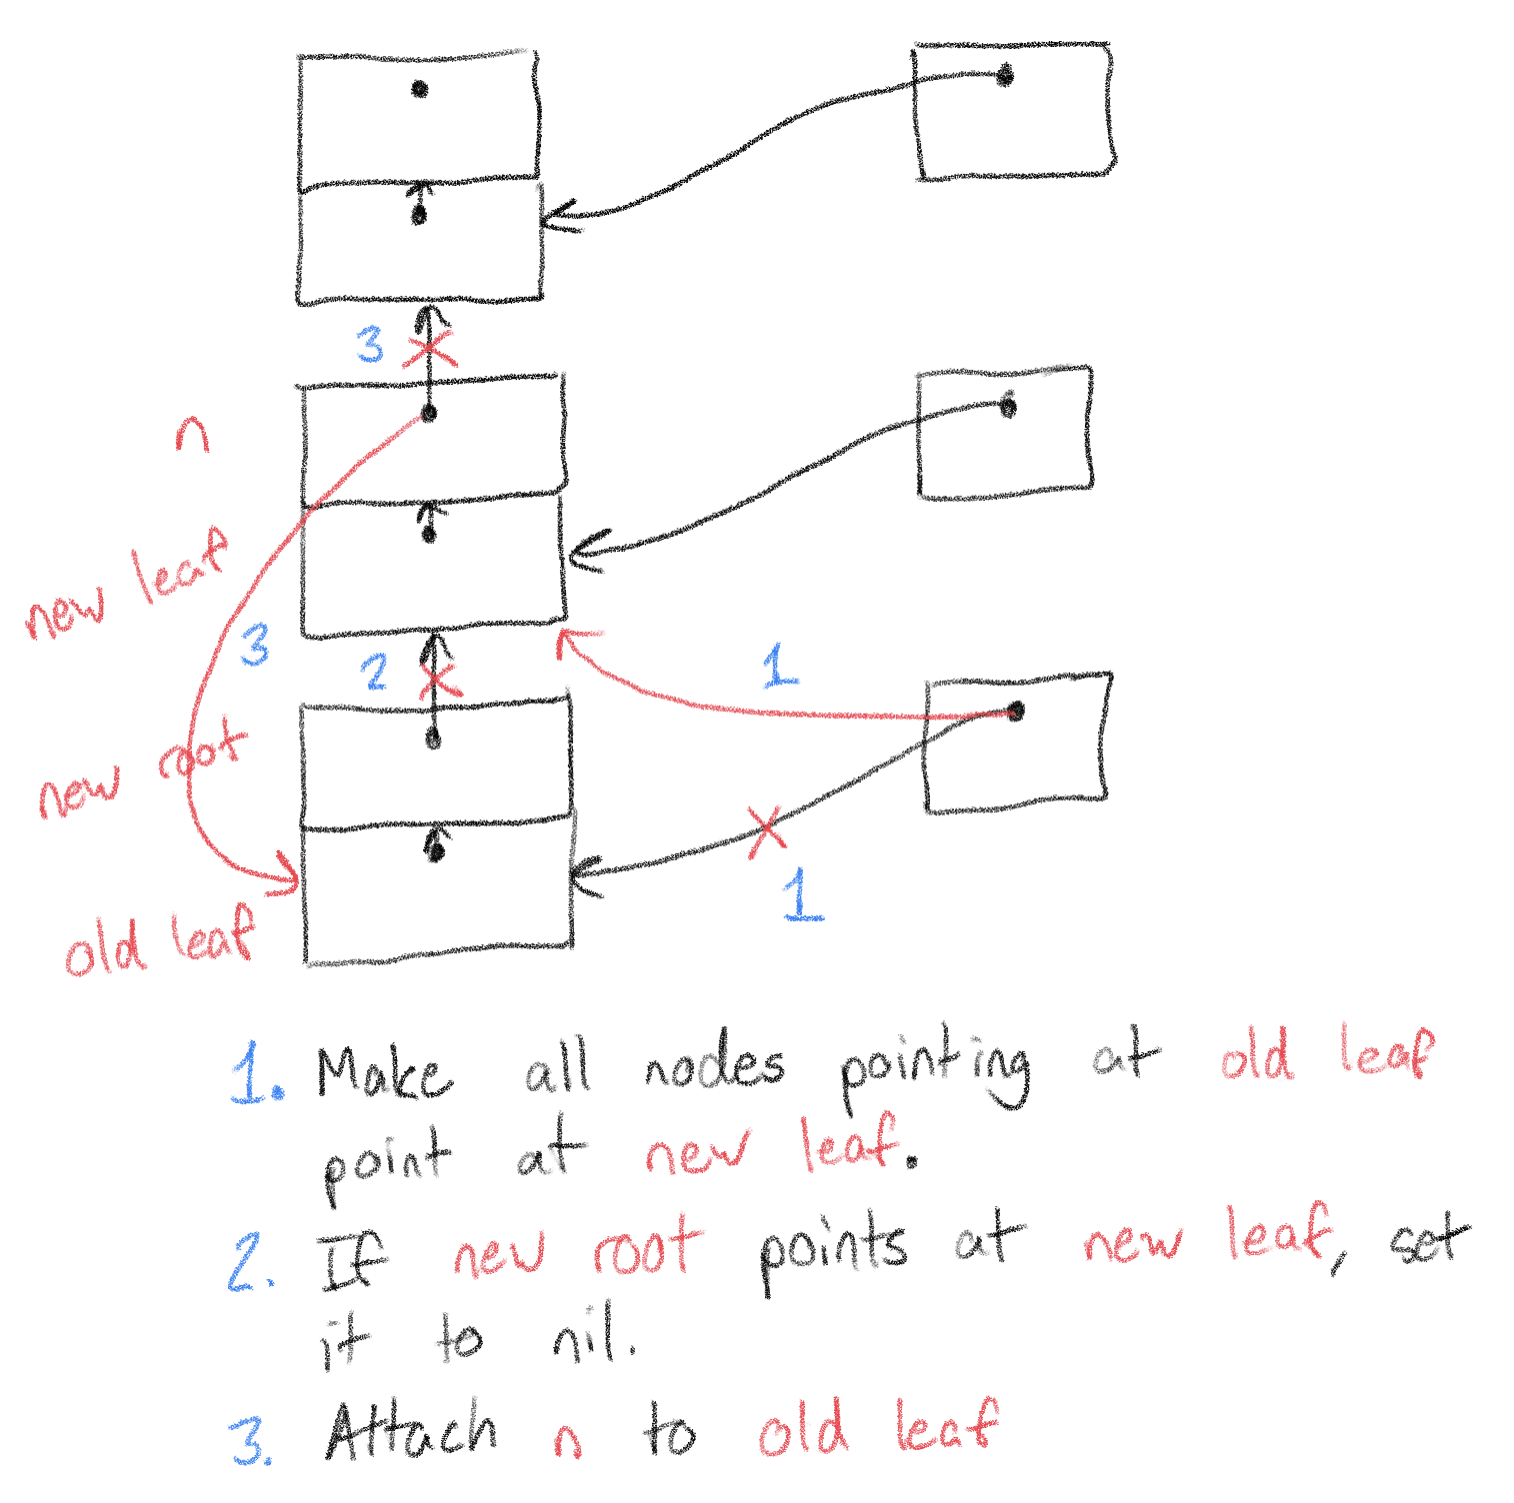 3
n
new leaf
3
2
1
new root
1
old leaf
1. Make all nodes pointing at old leaf
point at new leaf.
2. If new root points at new leaf, set
it to nil.
3. Attach n to old leaf